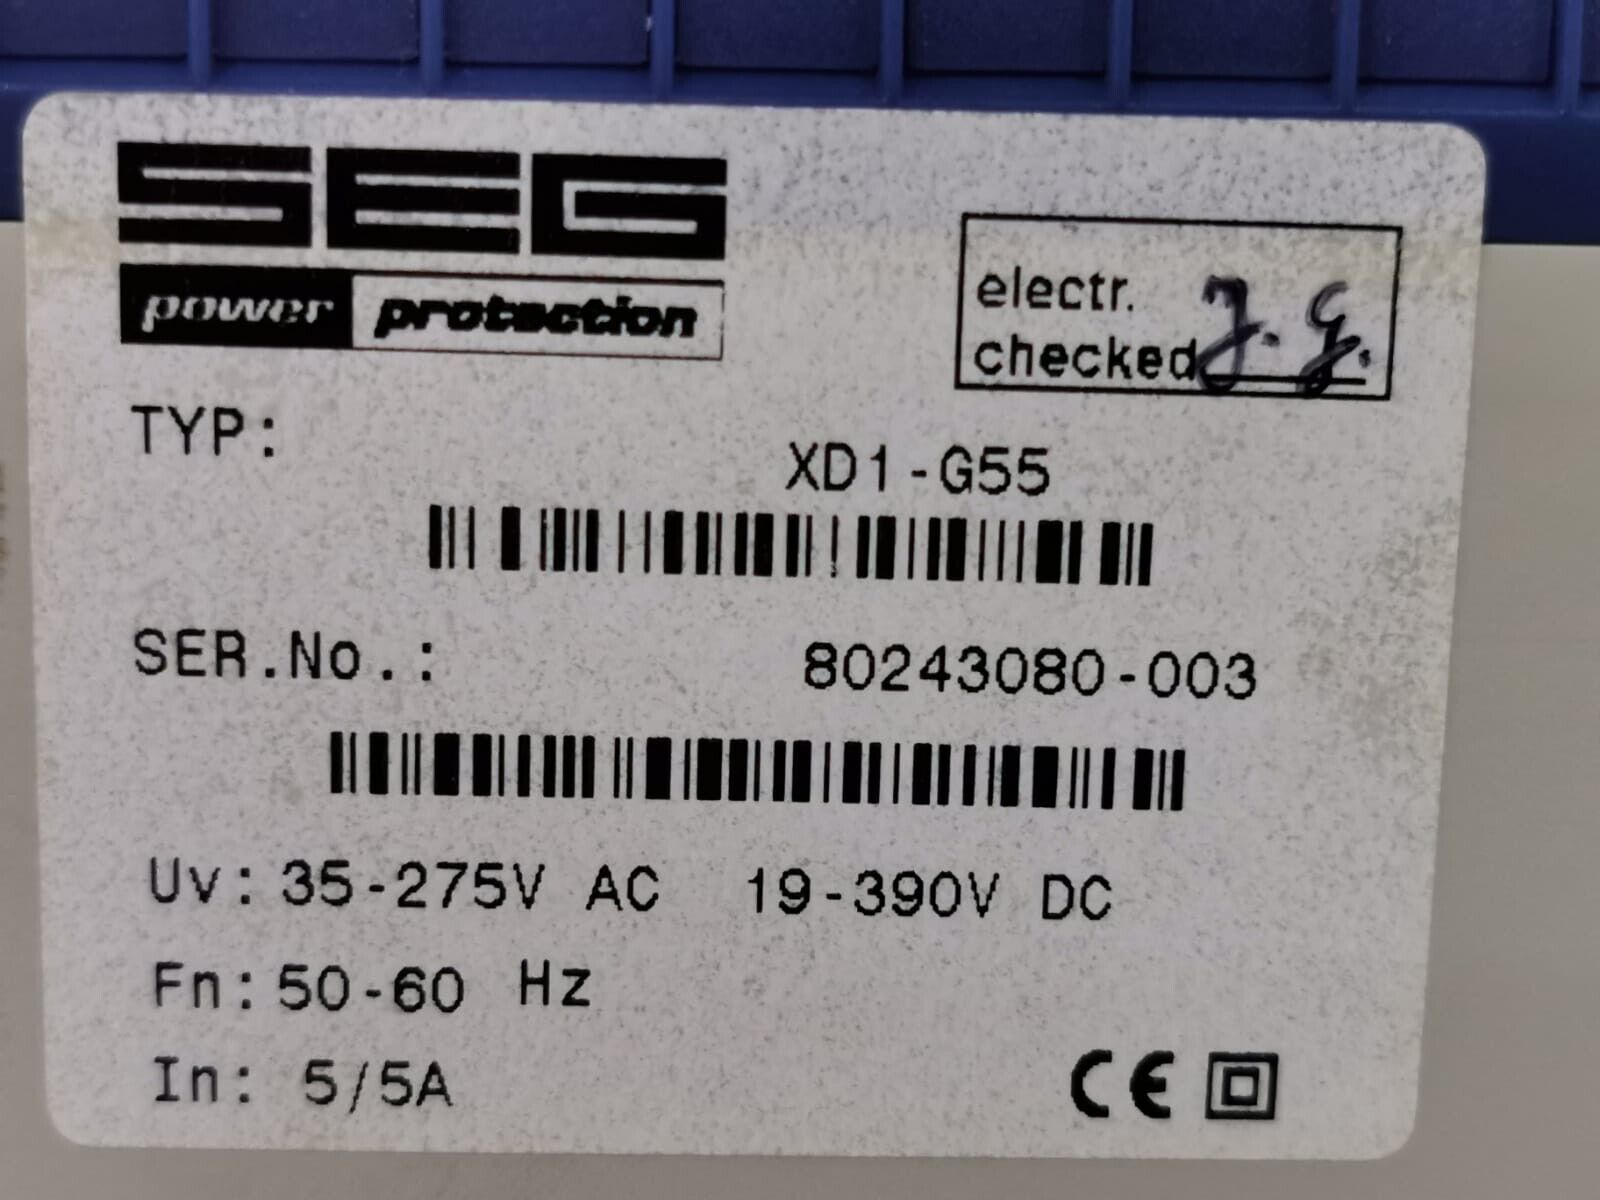 SEG
power protection
electr.
checked J. G.
TYP: XD1-G55
SER.No.: 80243080-003
Uv: 35-275V AC 19-390V DC
Fn: 50-60 Hz
In: 5/5A
CE